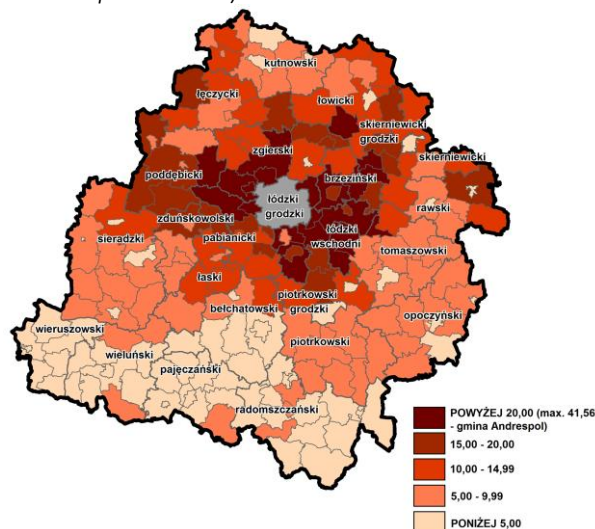 kutnowski
łęczycki
łowicki
skierniewicki
grodzki
zgierski
skierniewicki
brzeziński
poddębicki
łódzki
grodzki
rawski
zduńskowolski
łódzki
wschodni
sieradzki
pabianicki
tomaszowski
łaski
piotrkowski
grodzki
bełchatowski
opoczyński
wieruszowski
piotrkowski
wieluński
pajęczański
radomszczański
POWYŻEJ 20,00 (max. 41,56
- gmina Andrespol)
15,00 - 20,00
10,00 - 14,99
5,00 - 9,99
PONIŻEJ 5,00